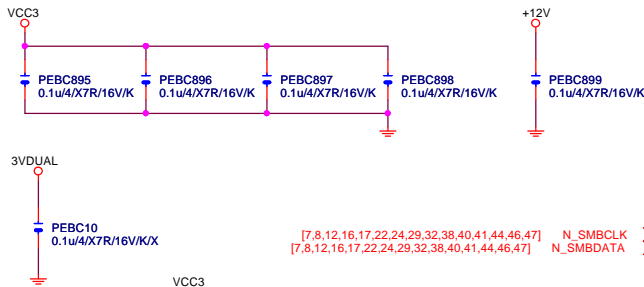 VCC3
+12V
PEBC895
0.1u/4/X7R/16V/K
PEBC896
0.1u/4/X7R/16V/K
PEBC897
0.1u/4/X7R/16V/K
PEBC898
0.1u/4/X7R/16V/K
PEBC899
0.1u/4/X7R/16V/K
3VDUAL
PEBC10
0.1u/4/X7R/16V/K/X
[7,8,12,16,17,22,24,29,32,38,40,41,44,46,47] N_SMBCLK
[7,8,12,16,17,22,24,29,32,38,40,41,44,46,47] N_SMBDATA
VCC3